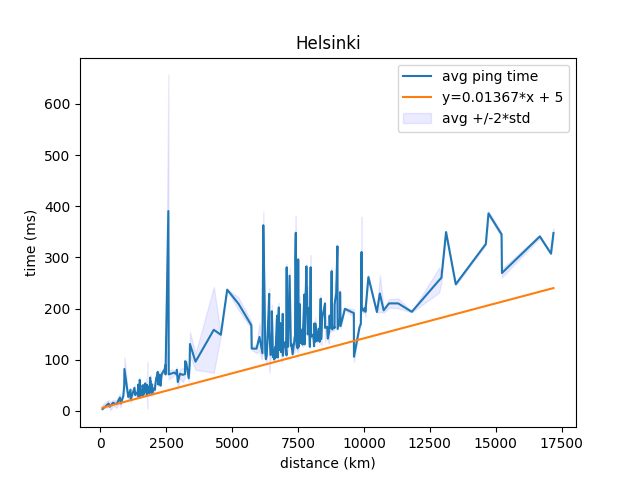 Helsinki
avg ping time
y=0.01367*x + 5
avg +/-2*std
time (ms)
600
500
400
300
200
100
0
0 2500 5000 7500 10000 12500 15000 17500
distance (km)